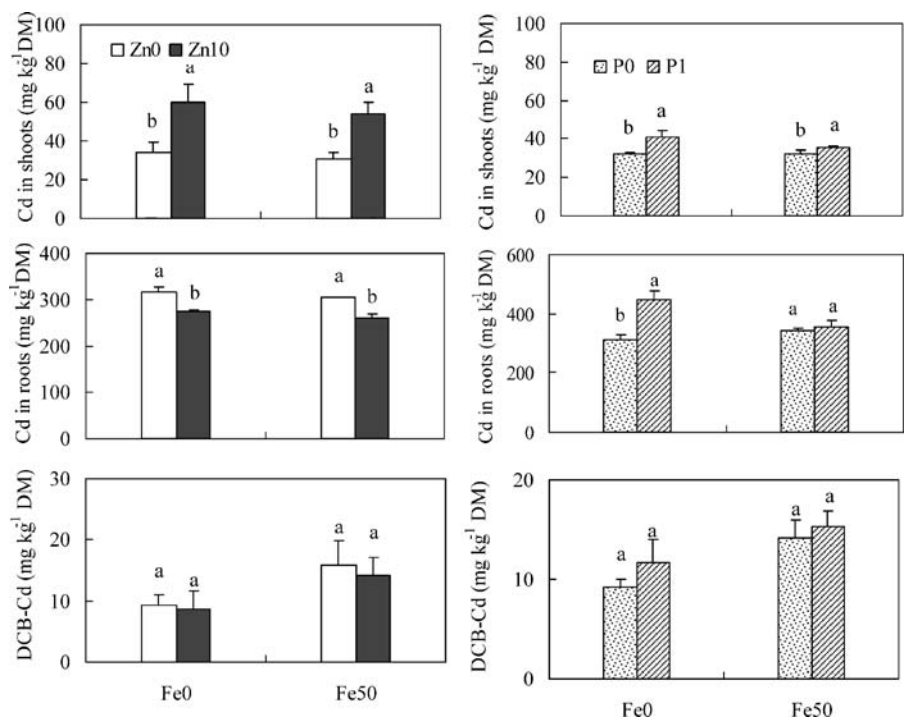 Cd in shoots (mg kg-1 DM)
80
60
40
20
0
Zn0 Zn10
b a b a
Cd in shoots (mg kg-1 DM)
100
80
60
40
20
0
P0 P1
b a b a
Cd in roots (mg kg-1 DM)
400
300
200
0
a b a b
Cd in roots (mg kg-1 DM)
600
400
200
0
b a a a
DCB-Cd (mg kg-1 DM)
30
20
10
0
a a a a
Fe0 Fe50
DCB-Cd (mg kg-1 DM)
20
10
0
a a a a
Fe0 Fe50